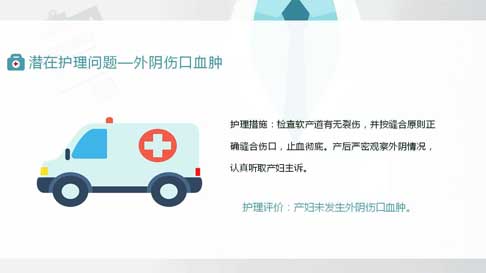 潜在护理问题—外阴伤口血肿
护理措施：检查软产道有无裂伤，并按缝合原则正
确缝合伤口，止血彻底。产后严密观察外阴情况，
认真听取产妇主诉。
护理评价：产妇未发生外阴伤口血肿。